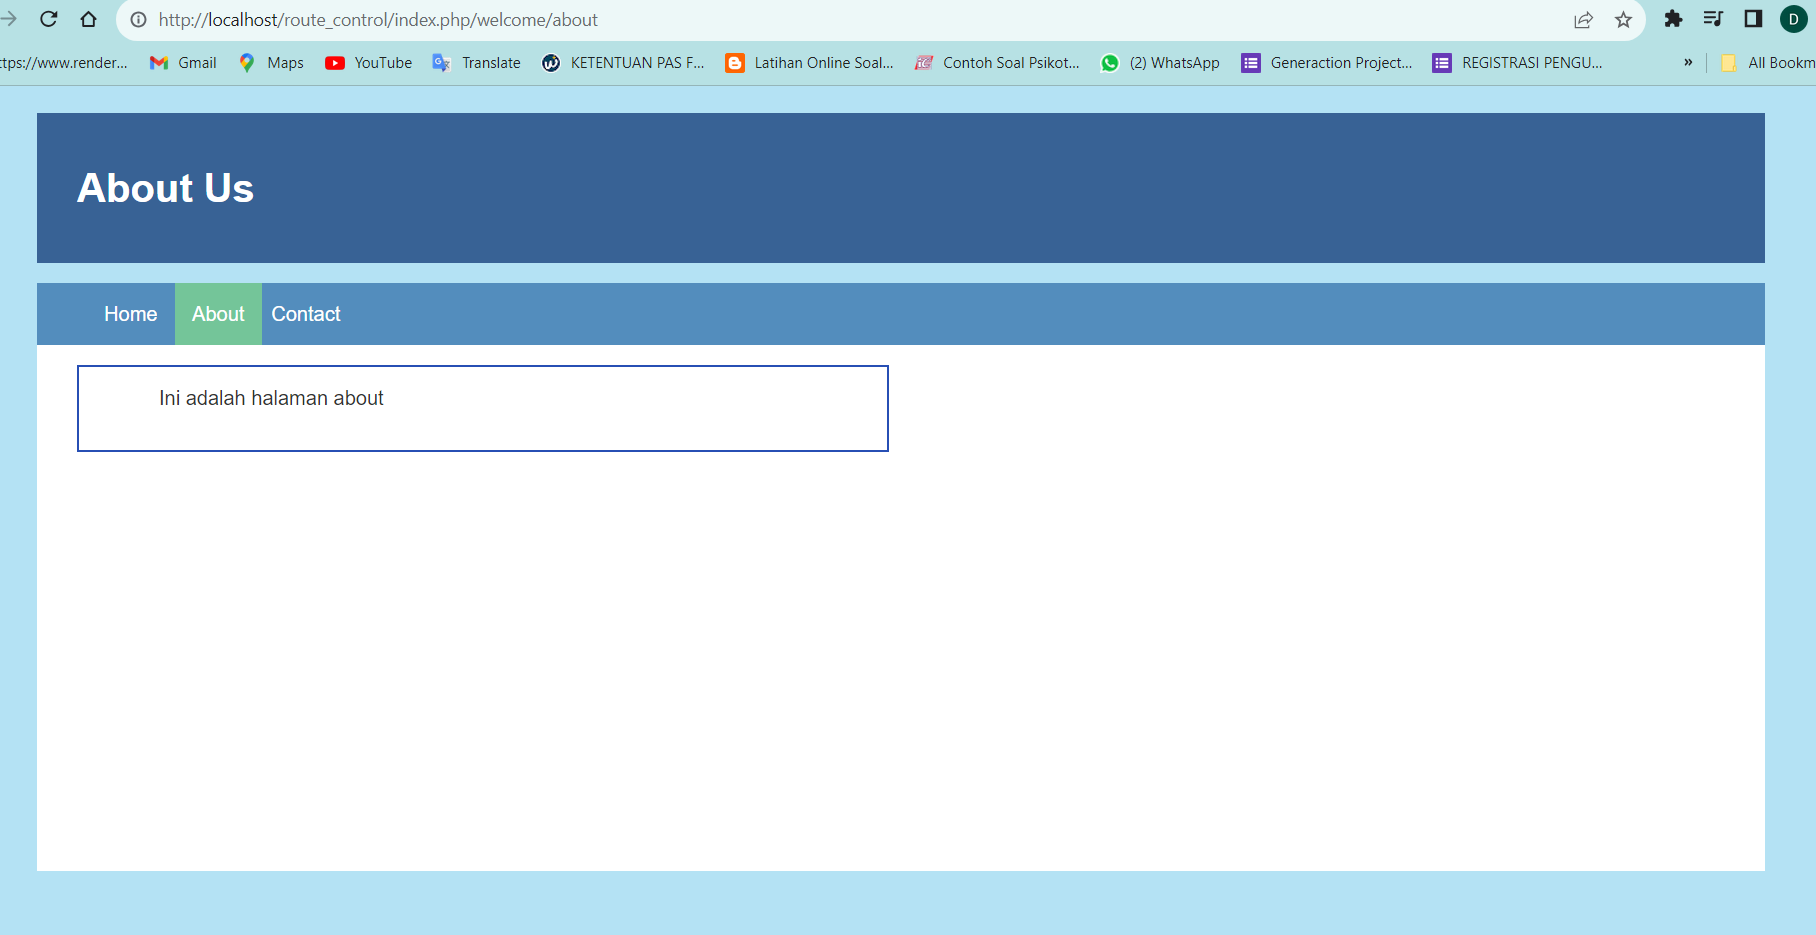 http://localhost/route_control/index.php/welcome/about
D
ttps://www.render... Gmail Maps YouTube Translate KETENTUAN PAS F... Latihan Online Soal... Contoh Soal Psikot... (2) WhatsApp Generaction Project... REGISTRASI PENGU... » All Bookm
About Us
Home About Contact
Ini adalah halaman about